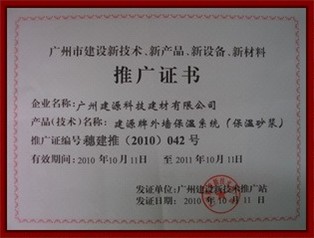 广州市建设新技术、新产品、新设备、新材料
推广证书
企业名称:广州建源科技建材有限公司
产品(技术)名称:建源牌外墙保温系统(保温砂浆)
推广证编号:穗建推(2010)042号
有效期间:2010年10月11日 至 2011年10月11日
发证单位:广州建设新技术推广站
发证日期:2010年10月11日